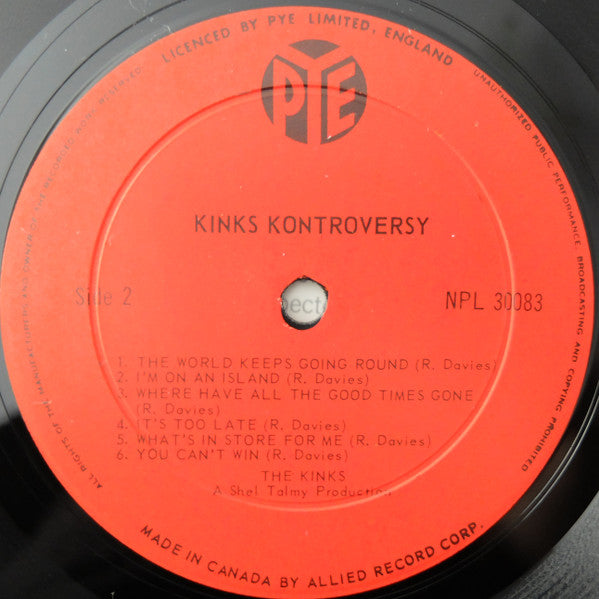 LICENCED BY PYE LIMITED, ENGLAND
UNAUTHORIZED PUBLIC PERFORMANCE, BROADCASTING AND COPYING PROHIBITED
ALL RIGHTS OF THE MANUFACTURER AND OWNER OF THE RECORDED WORK RESERVED
PYE
KINKS KONTROVERSY
Side 2
NPL 30083
pect
1. THE WORLD KEEPS GOING ROUND (R. Davies)
2. I'M ON AN ISLAND (R. Davies)
3. WHERE HAVE ALL THE GOOD TIMES GONE
(R. Davies)
4. IT'S TOO LATE (R. Davies)
5. WHAT'S IN STORE FOR ME (R. Davies)
6. YOU CAN'T WIN (R. Davies)
THE KINKS
A Shel Talmy Production
MADE IN CANADA BY ALLIED RECORD CORP.